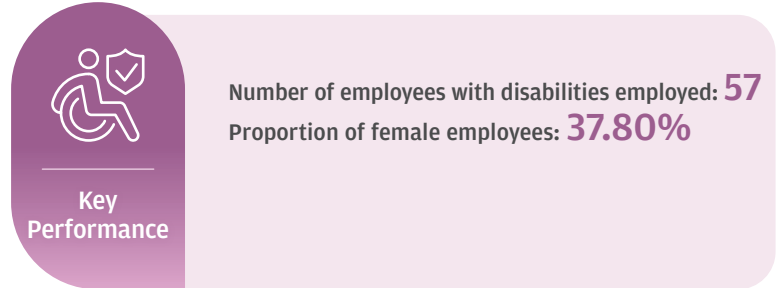 Key
Performance
Number of employees with disabilities employed: 57
Proportion of female employees: 37.80%